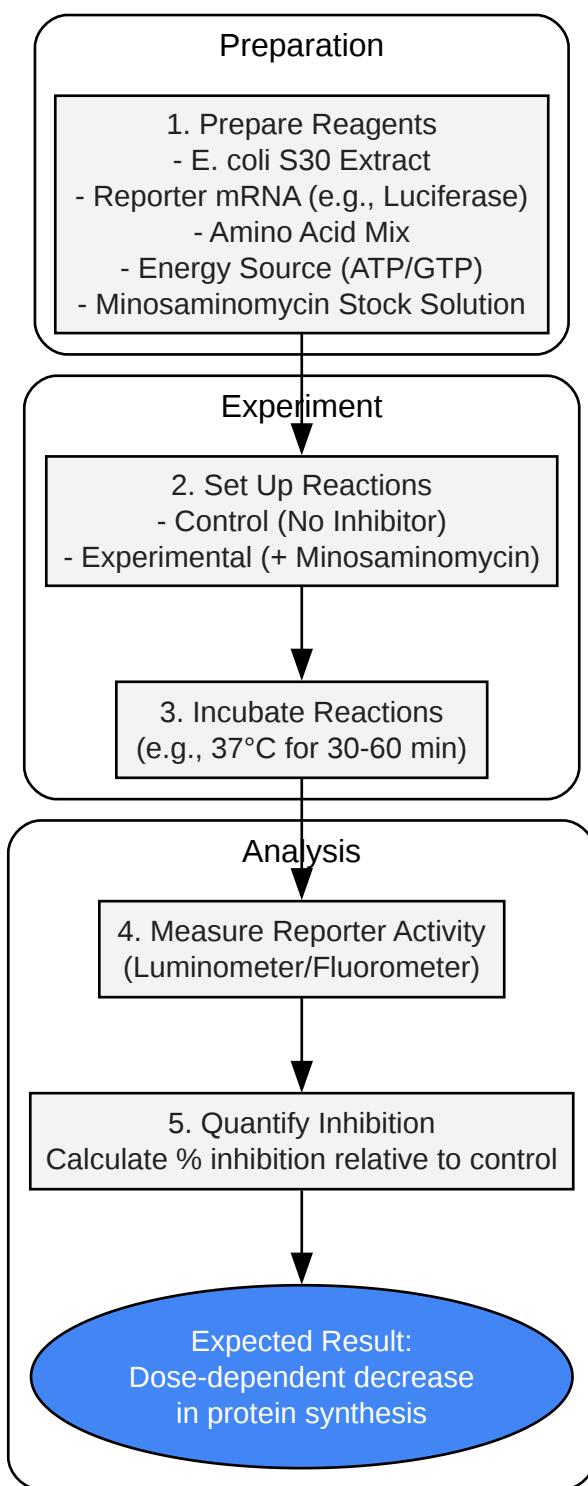 Preparation
1. Prepare Reagents
- E. coli S30 Extract
- Reporter mRNA (e.g., Luciferase)
- Amino Acid Mix
- Energy Source (ATP/GTP)
- Minosaminomycin Stock Solution
Experiment
2. Set Up Reactions
- Control (No Inhibitor)
- Experimental (+ Minosaminomycin)
3. Incubate Reactions
(e.g., 37°C for 30-60 min)
Analysis
4. Measure Reporter Activity
(Luminometer/Fluorometer)
5. Quantify Inhibition
Calculate % inhibition relative to control
Expected Result:
Dose-dependent decrease
in protein synthesis